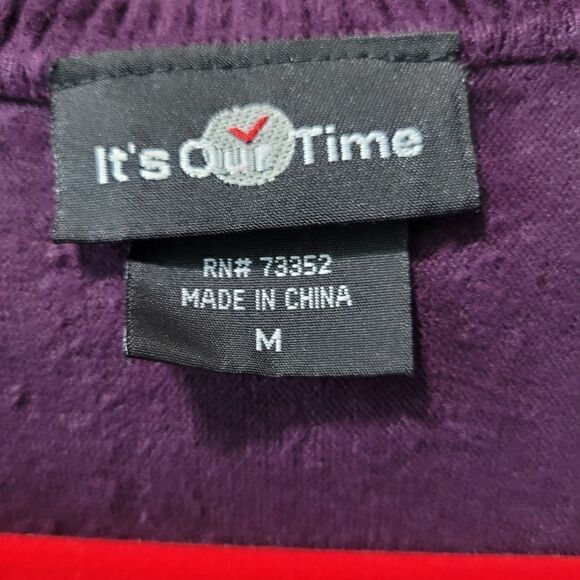 It's Our Time
RN# 73352
MADE IN CHINA
M